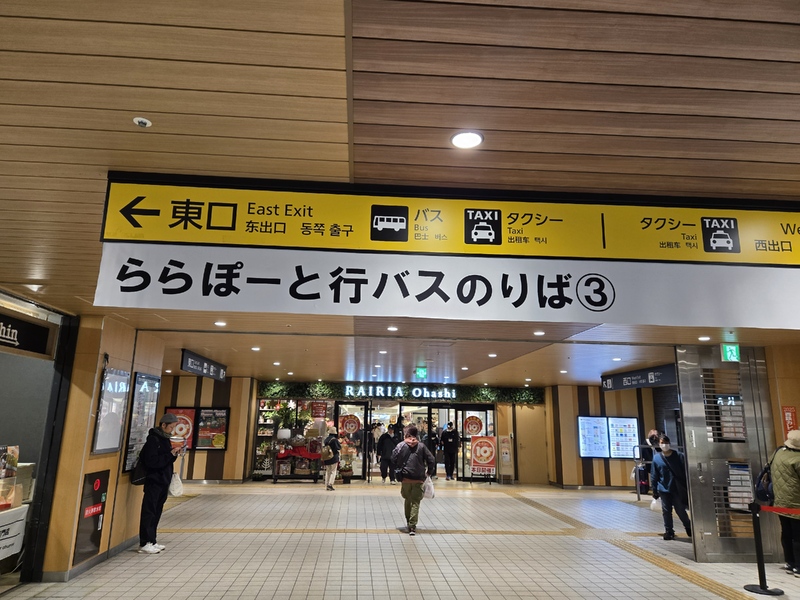 ← 東口 East Exit バス TAXI タクシー タクシー TAXI We
东出口 동쪽 출구 Bus Taxi Taxi 西出口
巴士 버스 出租车 택시 出租车 택시
ららぽーと行バスのりば③
RAIRIA Ohashi